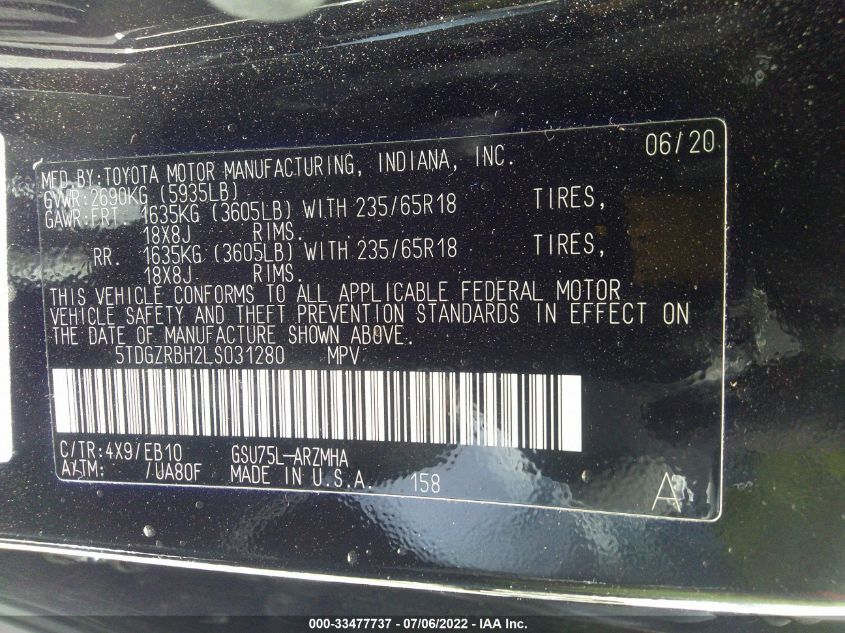 06/20
MFD.BY:TOYOTA MOTOR MANUFACTURING, INDIANA, INC.
GVWR:2690KG (5935LB)
GAWR:FRT. 1635KG (3605LB) WITH 235/65R18 TIRES,
18X8J RIMS.
RR. 1635KG (3605LB) WITH 235/65R18 TIRES,
18X8J RIMS.
THIS VEHICLE CONFORMS TO ALL APPLICABLE FEDERAL MOTOR
VEHICLE SAFETY AND THEFT PREVENTION STANDARDS IN EFFECT ON
THE DATE OF MANUFACTURE SHOWN ABOVE.
5TDGZRBH2LS031280 MPV
C/TR:4X9/EB10 GSU75L-ARZMHA
A/TM: /UA80F MADE IN U.S.A. 158
A
000-33477737 - 07/06/2022 - IAA Inc.